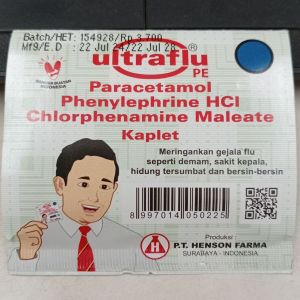 Batch/HET: 154928/Rp 3.700
Mfg/E.D : 22 Jul 24/22 Jul 28
ultraflu ®
PE
BUATAN
INDONESIA
Paracetamol
Phenylephrine HCl
Chlorphenamine Maleate
Kaplet
Meringankan gejala flu
seperti demam, sakit kepala,
hidung tersumbat dan bersin-bersin
8 997014 050225
Produksi :
H
P.T. HENSON FARMA
SURABAYA - INDONESIA